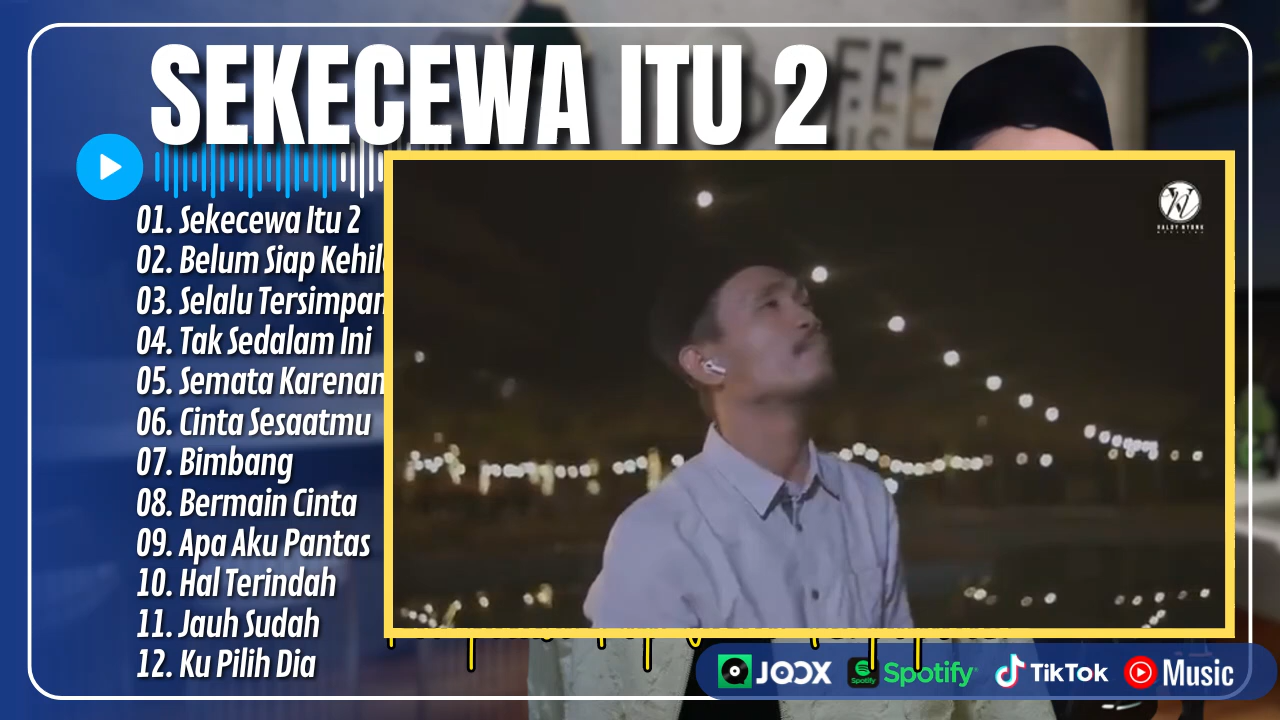 SEKECEWA ITU 2
01. Sekecewa Itu 2
02. Belum Siap
03. Selalu Tersimpan
04. Tak Sedalam Ini
05. Semata
06. Cinta Sesaatmu
07. Bimbang
08. Bermain Cinta
09. Apa Aku Pantas
10. Hal Terindah
11. Jauh Sudah
12. Ku Pilih Dia
JOOX Spotify Spotify TikTok Music